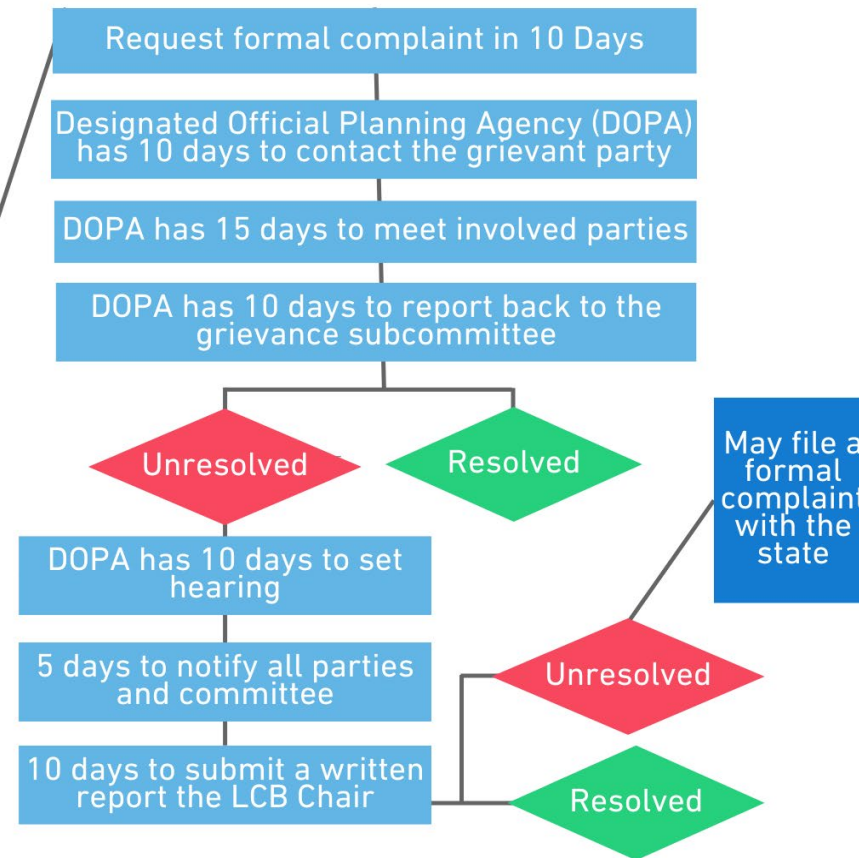 Request formal complaint in 10 Days
Designated Official Planning Agency (DOPA)
has 10 days to contact the grievant party
DOPA has 15 days to meet involved parties
DOPA has 10 days to report back to the
grievance subcommittee
Unresolved
Resolved
May file a
formal
complaint
with the
state
DOPA has 10 days to set
hearing
5 days to notify all parties
and committee
Unresolved
10 days to submit a written
report the LCB Chair
Resolved